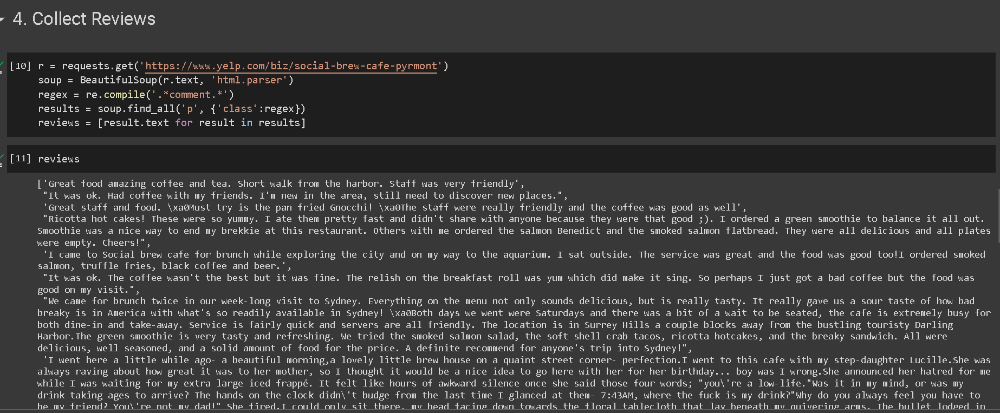 4. Collect Reviews
[10] r = requests.get('https://www.yelp.com/biz/social-brew-cafe-pyrmont')
soup = BeautifulSoup(r.text, 'html.parser')
regex = re.compile('.*comment.*')
results = soup.find_all('p', {'class':regex})
reviews = [result.text for result in results]
[11] reviews
['Great food amazing coffee and tea. Short walk from the harbor. Staff was very friendly',
"It was ok. Had coffee with my friends. I'm new in the area, still need to discover new places.",
'Great staff and food. \xa0Must try is the pan fried Gnocchi! \xa0The staff were really friendly and the coffee was good as well',
"Ricotta hot cakes! These were so yummy. I ate them pretty fast and didn't share with anyone because they were that good ;). I ordered a green smoothie to balance it all out.
Smoothie was a nice way to end my brekkie at this restaurant. Others with me ordered the salmon Benedict and the smoked salmon flatbread. They were all delicious and all plates
were empty. Cheers!",
'I came to Social brew cafe for brunch while exploring the city and on my way to the aquarium. I sat outside. The service was great and the food was good too!I ordered smoked
salmon, truffle fries, black coffee and beer.',
"It was ok. The coffee wasn't the best but it was fine. The relish on the breakfast roll was yum which did make it sing. So perhaps I just got a bad coffee but the food was
good on my visit.",
"We came for brunch twice in our week-long visit to Sydney. Everything on the menu not only sounds delicious, but is really tasty. It really gave us a sour taste of how bad
breaky is in America with what's so readily available in Sydney! \xa0Both days we went were Saturdays and there was a bit of a wait to be seated, the cafe is extremely busy for
both dine-in and take-away. Service is fairly quick and servers are all friendly. The location is in Surrey Hills a couple blocks away from the bustling touristy Darling
Harbor.The green smoothie is very tasty and refreshing. We tried the smoked salmon salad, the soft shell crab tacos, ricotta hotcakes, and the breaky sandwich. All were
delicious, well seasoned, and a solid amount of food for the price. A definite recommend for anyone's trip into Sydney!",
'I went here a little while ago- a beautiful morning,a lovely little brew house on a quaint street corner- perfection.I went to this cafe with my step-daughter Lucille.She was
always raving about how great it was to her mother, so I thought it would be a nice idea to go here with her for her birthday... boy was I wrong.She announced her hatred for me
while I was waiting for my extra large iced frappé. It felt like hours of awkward silence once she said those four words; "you\'re a low-life."Was it in my mind, or was my
drink taking ages to arrive? The hands on the clock didn\'t budge from the last time I glanced at them- 7:43AM, where the fuck is my drink?"Why do you always feel you have to
be my friend? You\'re not my dad!" She fired.I could only sit there, my head facing down towards the floral tablecloth that lay beneath my quivering arms. The bullet lodged in